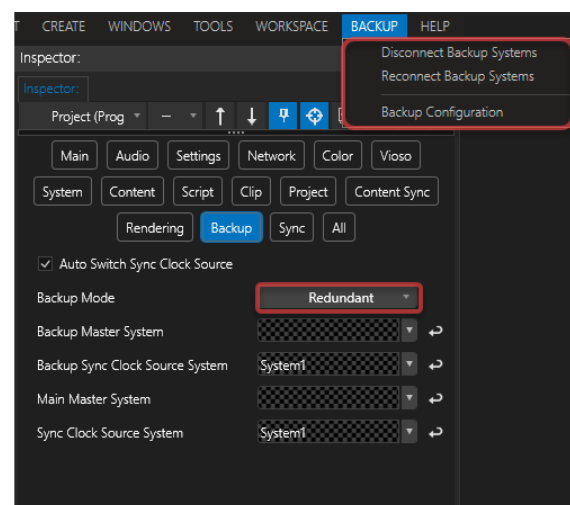 T CREATE WINDOWS TOOLS WORKSPACE BACKUP HELP
Disconnect Backup Systems
Reconnect Backup Systems
Backup Configuration
Inspector:
Inspector:
Project (Prog
Main Audio Settings Network Color Vioso
System Content Script Clip Project Content Sync
Rendering Backup Sync All
Auto Switch Sync Clock Source
Backup Mode Redundant
Backup Master System
Backup Sync Clock Source System System1
Main Master System
Sync Clock Source System System1